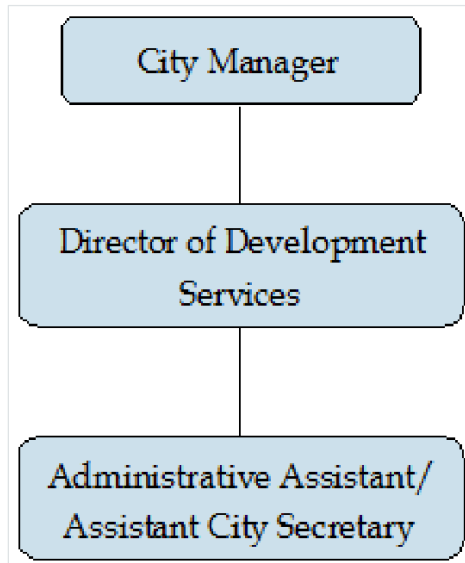 City Manager
Director of Development
Services
Administrative Assistant/
Assistant City Secretary